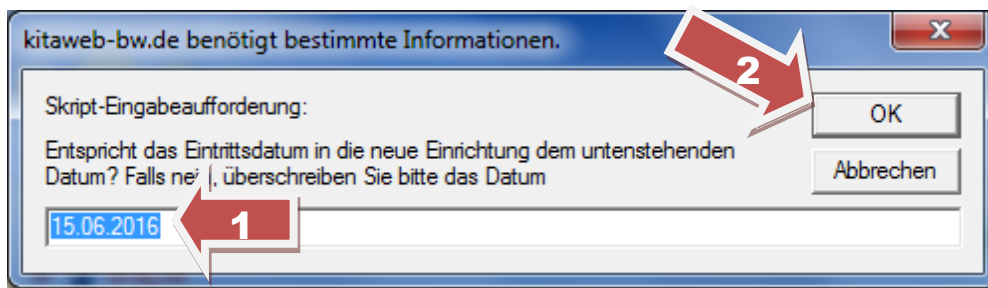 kitaweb-bw.de benötigt bestimmte Informationen.
2
Skript-Eingabeaufforderung:
OK
Entspricht das Eintrittsdatum in die neue Einrichtung dem untenstehenden
Datum? Falls nein, überschreiben Sie bitte das Datum
Abbrechen
15.06.2016
1